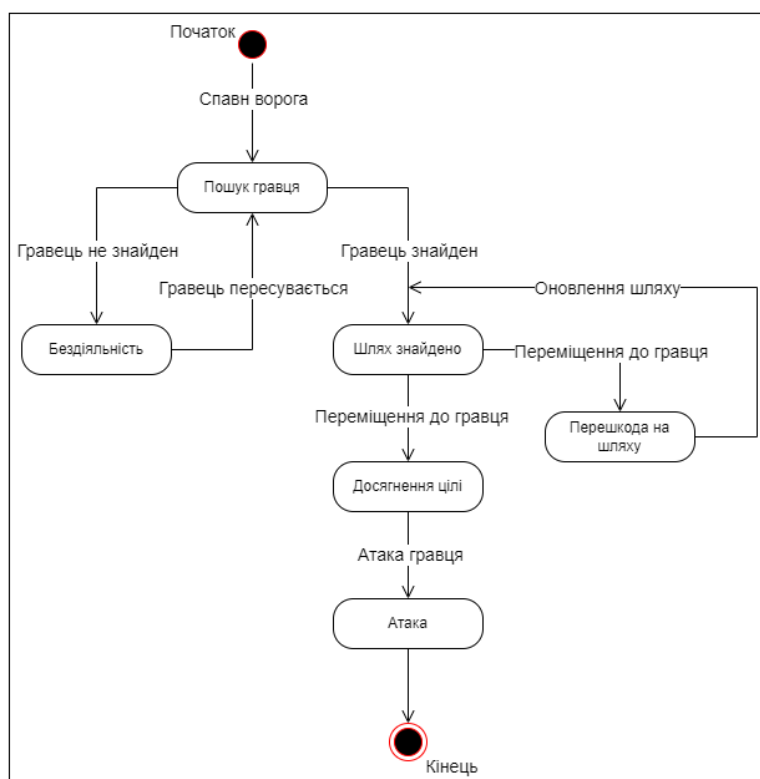 Початок
Спавн ворога
Пошук гравця
Гравець не знайден
Гравець знайден
Гравець пересувається
Оновлення шляху
Бездіяльність
Шлях знайдено
Переміщення до гравця
Переміщення до гравця
Перешкода на
шляху
Досягнення цілі
Атака гравця
Атака
Кінець